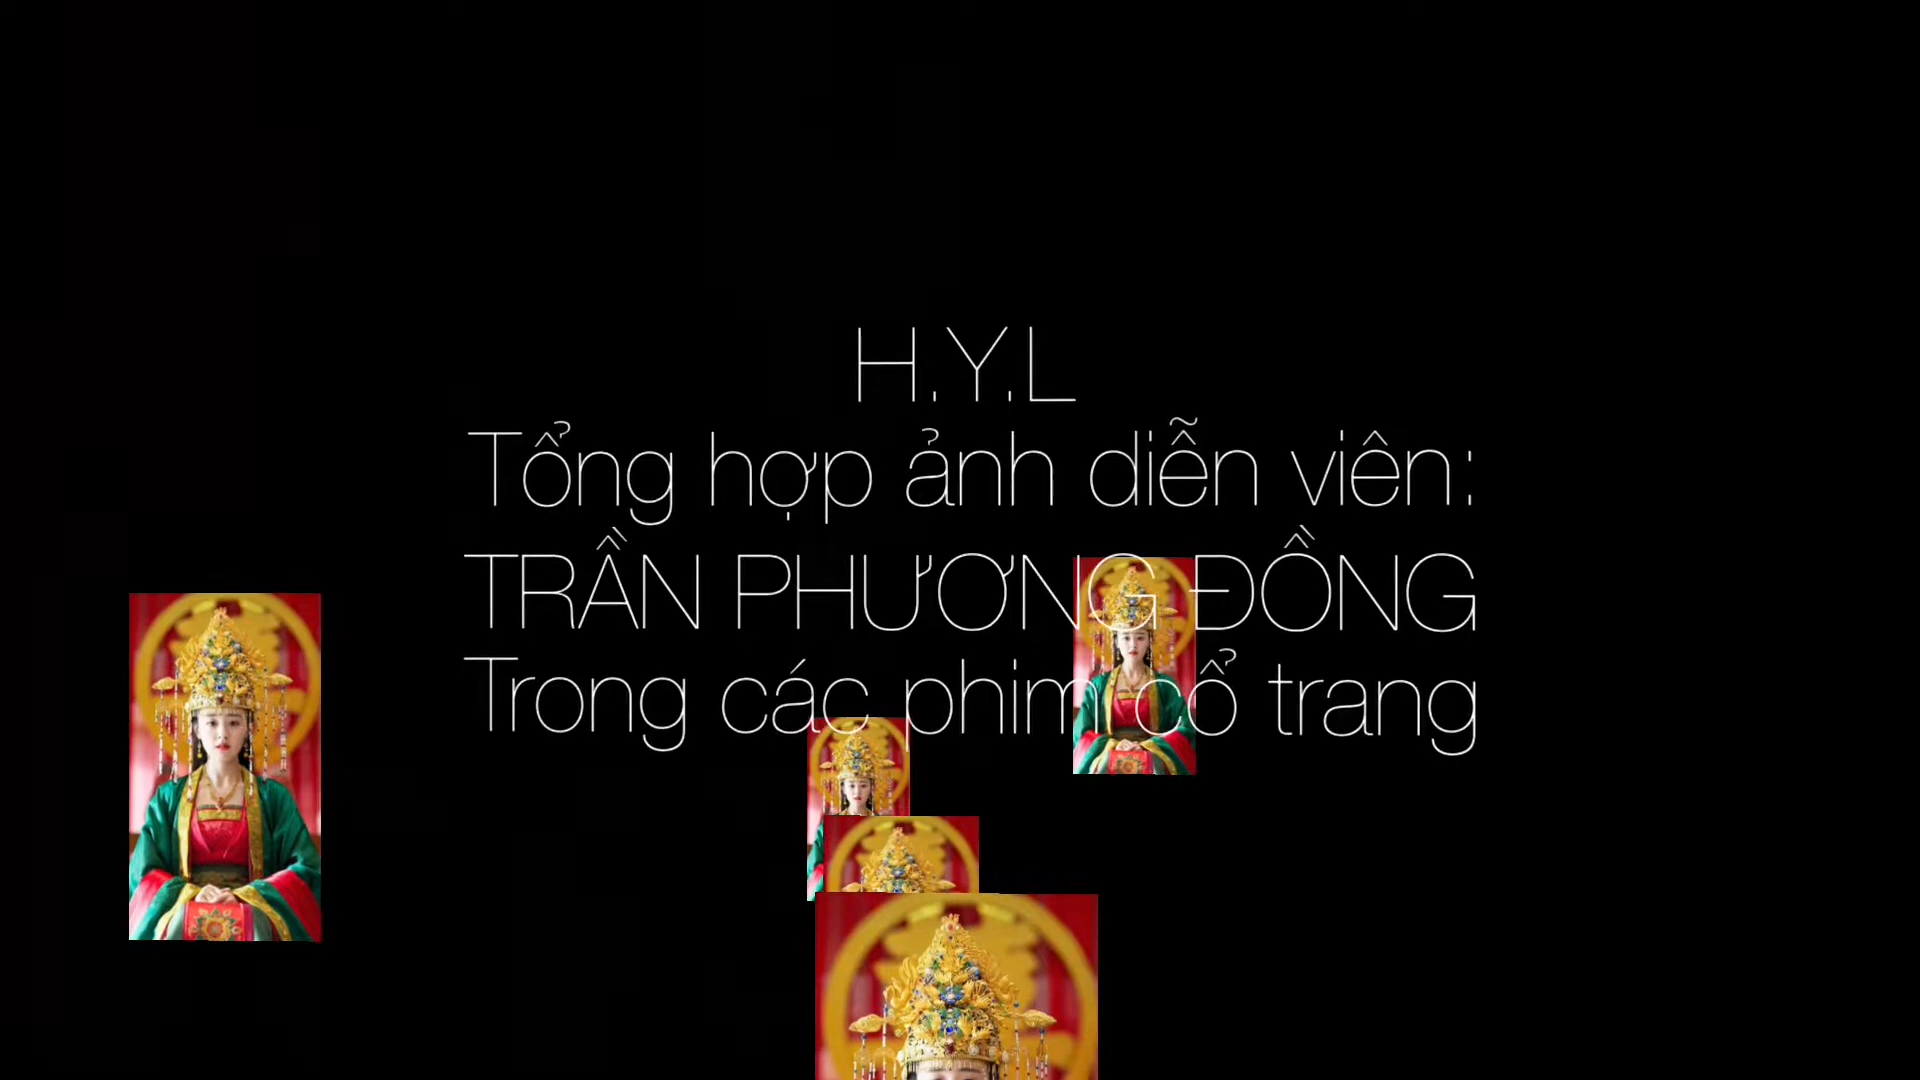 H.Y.L
Tổng hợp ảnh diễn viên:
TRẦN PHƯƠNG ĐỒNG
Trong các phim cổ trang